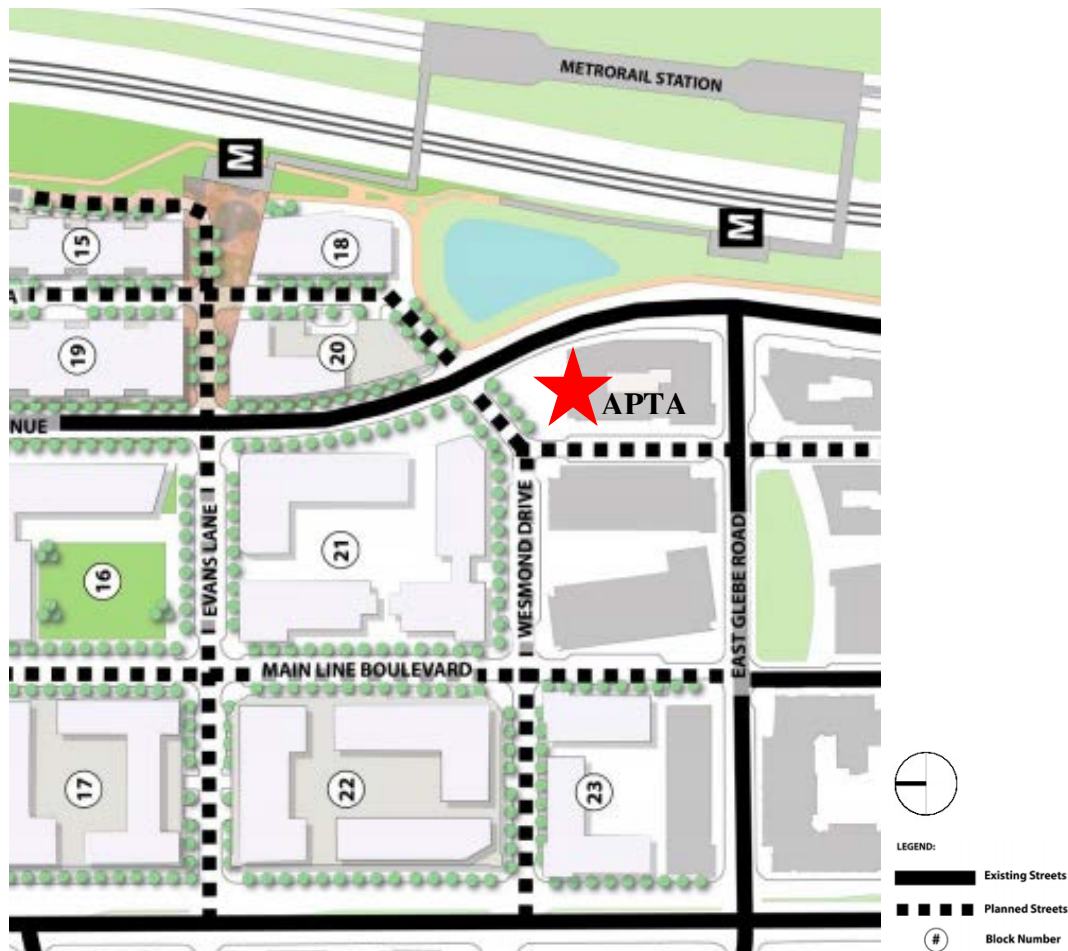 METRORAIL STATION
M
M
15
18
19
20
APTA
NUE
EVANS LANE
21
WESMOND DRIVE
EAST GLEBE ROAD
16
MAIN LINE BOULEVARD
17
22
23
LEGEND:
Existing Streets
Planned Streets
# Block Number